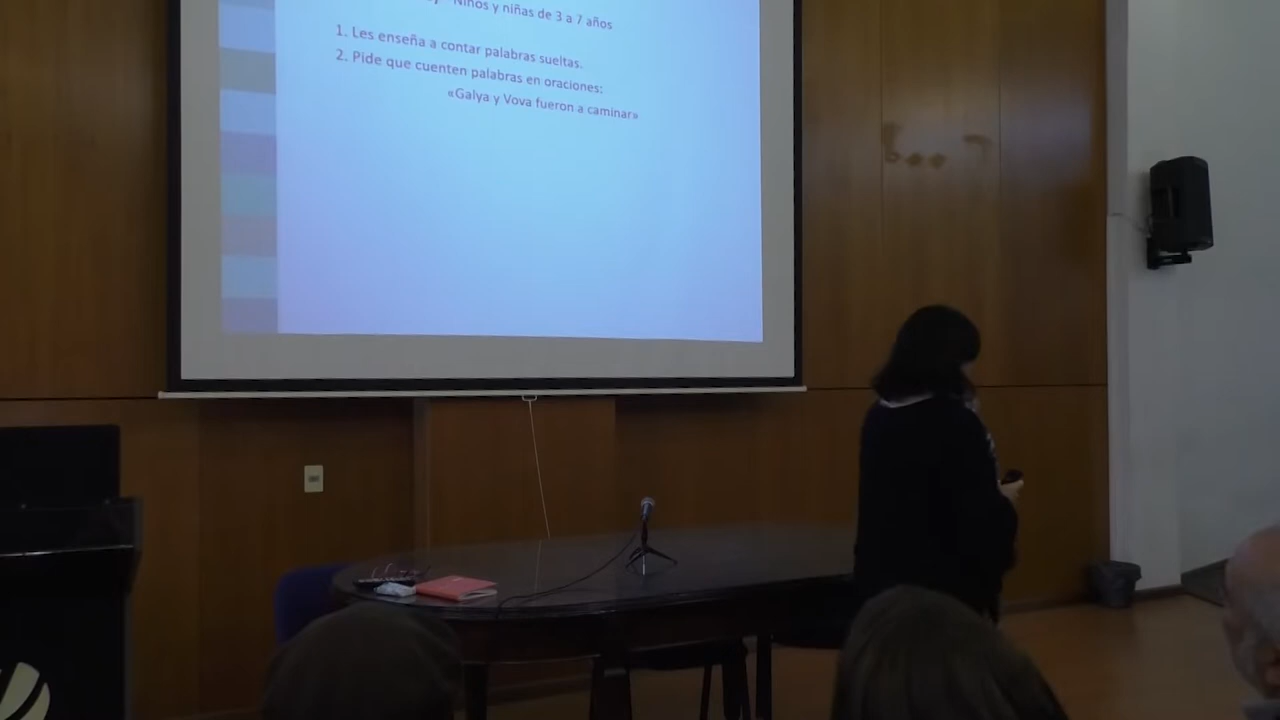 Niños y niñas de 3 a 7 años
1. Les enseña a contar palabras sueltas.
2. Pide que cuenten palabras en oraciones:
«Galya y Vova fueron a caminar»